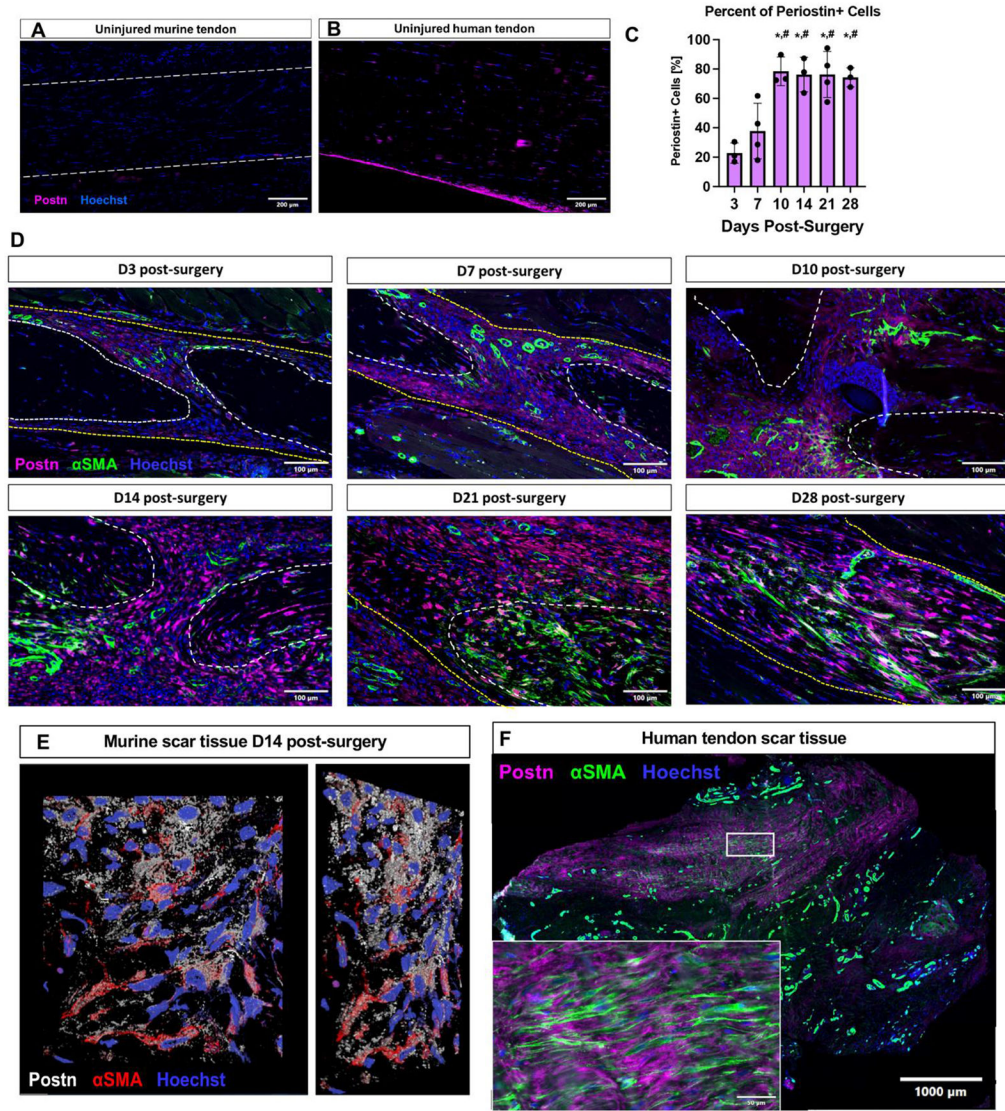 A
Uninjured murine tendon
Postn Hoechst
200 µm
B
Uninjured human tendon
200 µm
C
Percent of Periostin+ Cells
Periostin+ Cells [%]
100
80
60
40
20
0
*,# *,# *,# *,#
3 7 10 14 21 28
Days Post-Surgery
D
D3 post-surgery
Postn αSMA Hoechst
100 µm
D7 post-surgery
100 µm
D10 post-surgery
100 µm
D14 post-surgery
100 µm
D21 post-surgery
100 µm
D28 post-surgery
100 µm
E
Murine scar tissue D14 post-surgery
Postn αSMA Hoechst
F
Human tendon scar tissue
Postn αSMA Hoechst
50 µm
1000 µm